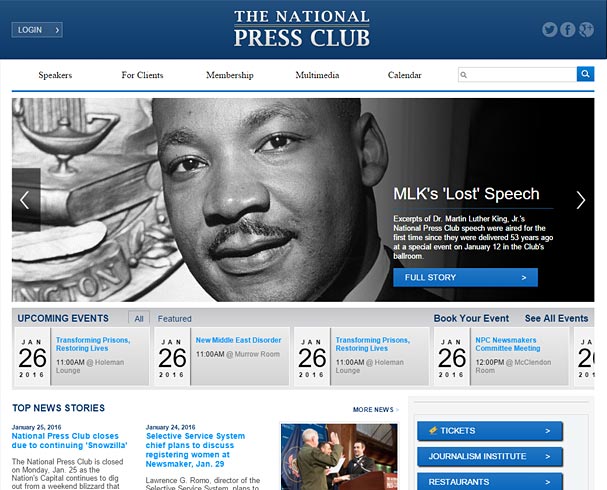 LOGIN
THE NATIONAL
PRESS CLUB
Speakers For Clients Membership Multimedia Calendar
MLK's 'Lost' Speech
Excerpts of Dr. Martin Luther King, Jr.'s
National Press Club speech were aired for the
first time since they were delivered 53 years ago
at a special event on January 12 in the Club's
ballroom.
FULL STORY >
UPCOMING EVENTS All Featured Book Your Event See All Events
JAN
26
2016
Transforming Prisons,
Restoring Lives
11:00AM @ Holeman
Lounge
JAN
26
2016
New Middle East Disorder
11:00AM @ Murrow Room
JAN
26
2016
Transforming Prisons,
Restoring Lives
11:00AM @ Holeman
Lounge
JAN
26
2016
NPC Newsmakers
Committee Meeting
12:00PM @ McClendon
Room
TOP NEWS STORIES MORE NEWS >
January 25, 2016
National Press Club closes
due to continuing 'Snowzilla'
The National Press Club is closed
on Monday, Jan. 25 as the
Nation's Capital continues to dig
out from a weekend blizzard that
January 24, 2016
Selective Service System
chief plans to discuss
registering women at
Newsmaker, Jan. 29
Lawrence G. Romo, director of the
Selective Service System, plans to
TICKETS >
JOURNALISM INSTITUTE >
RESTAURANTS >